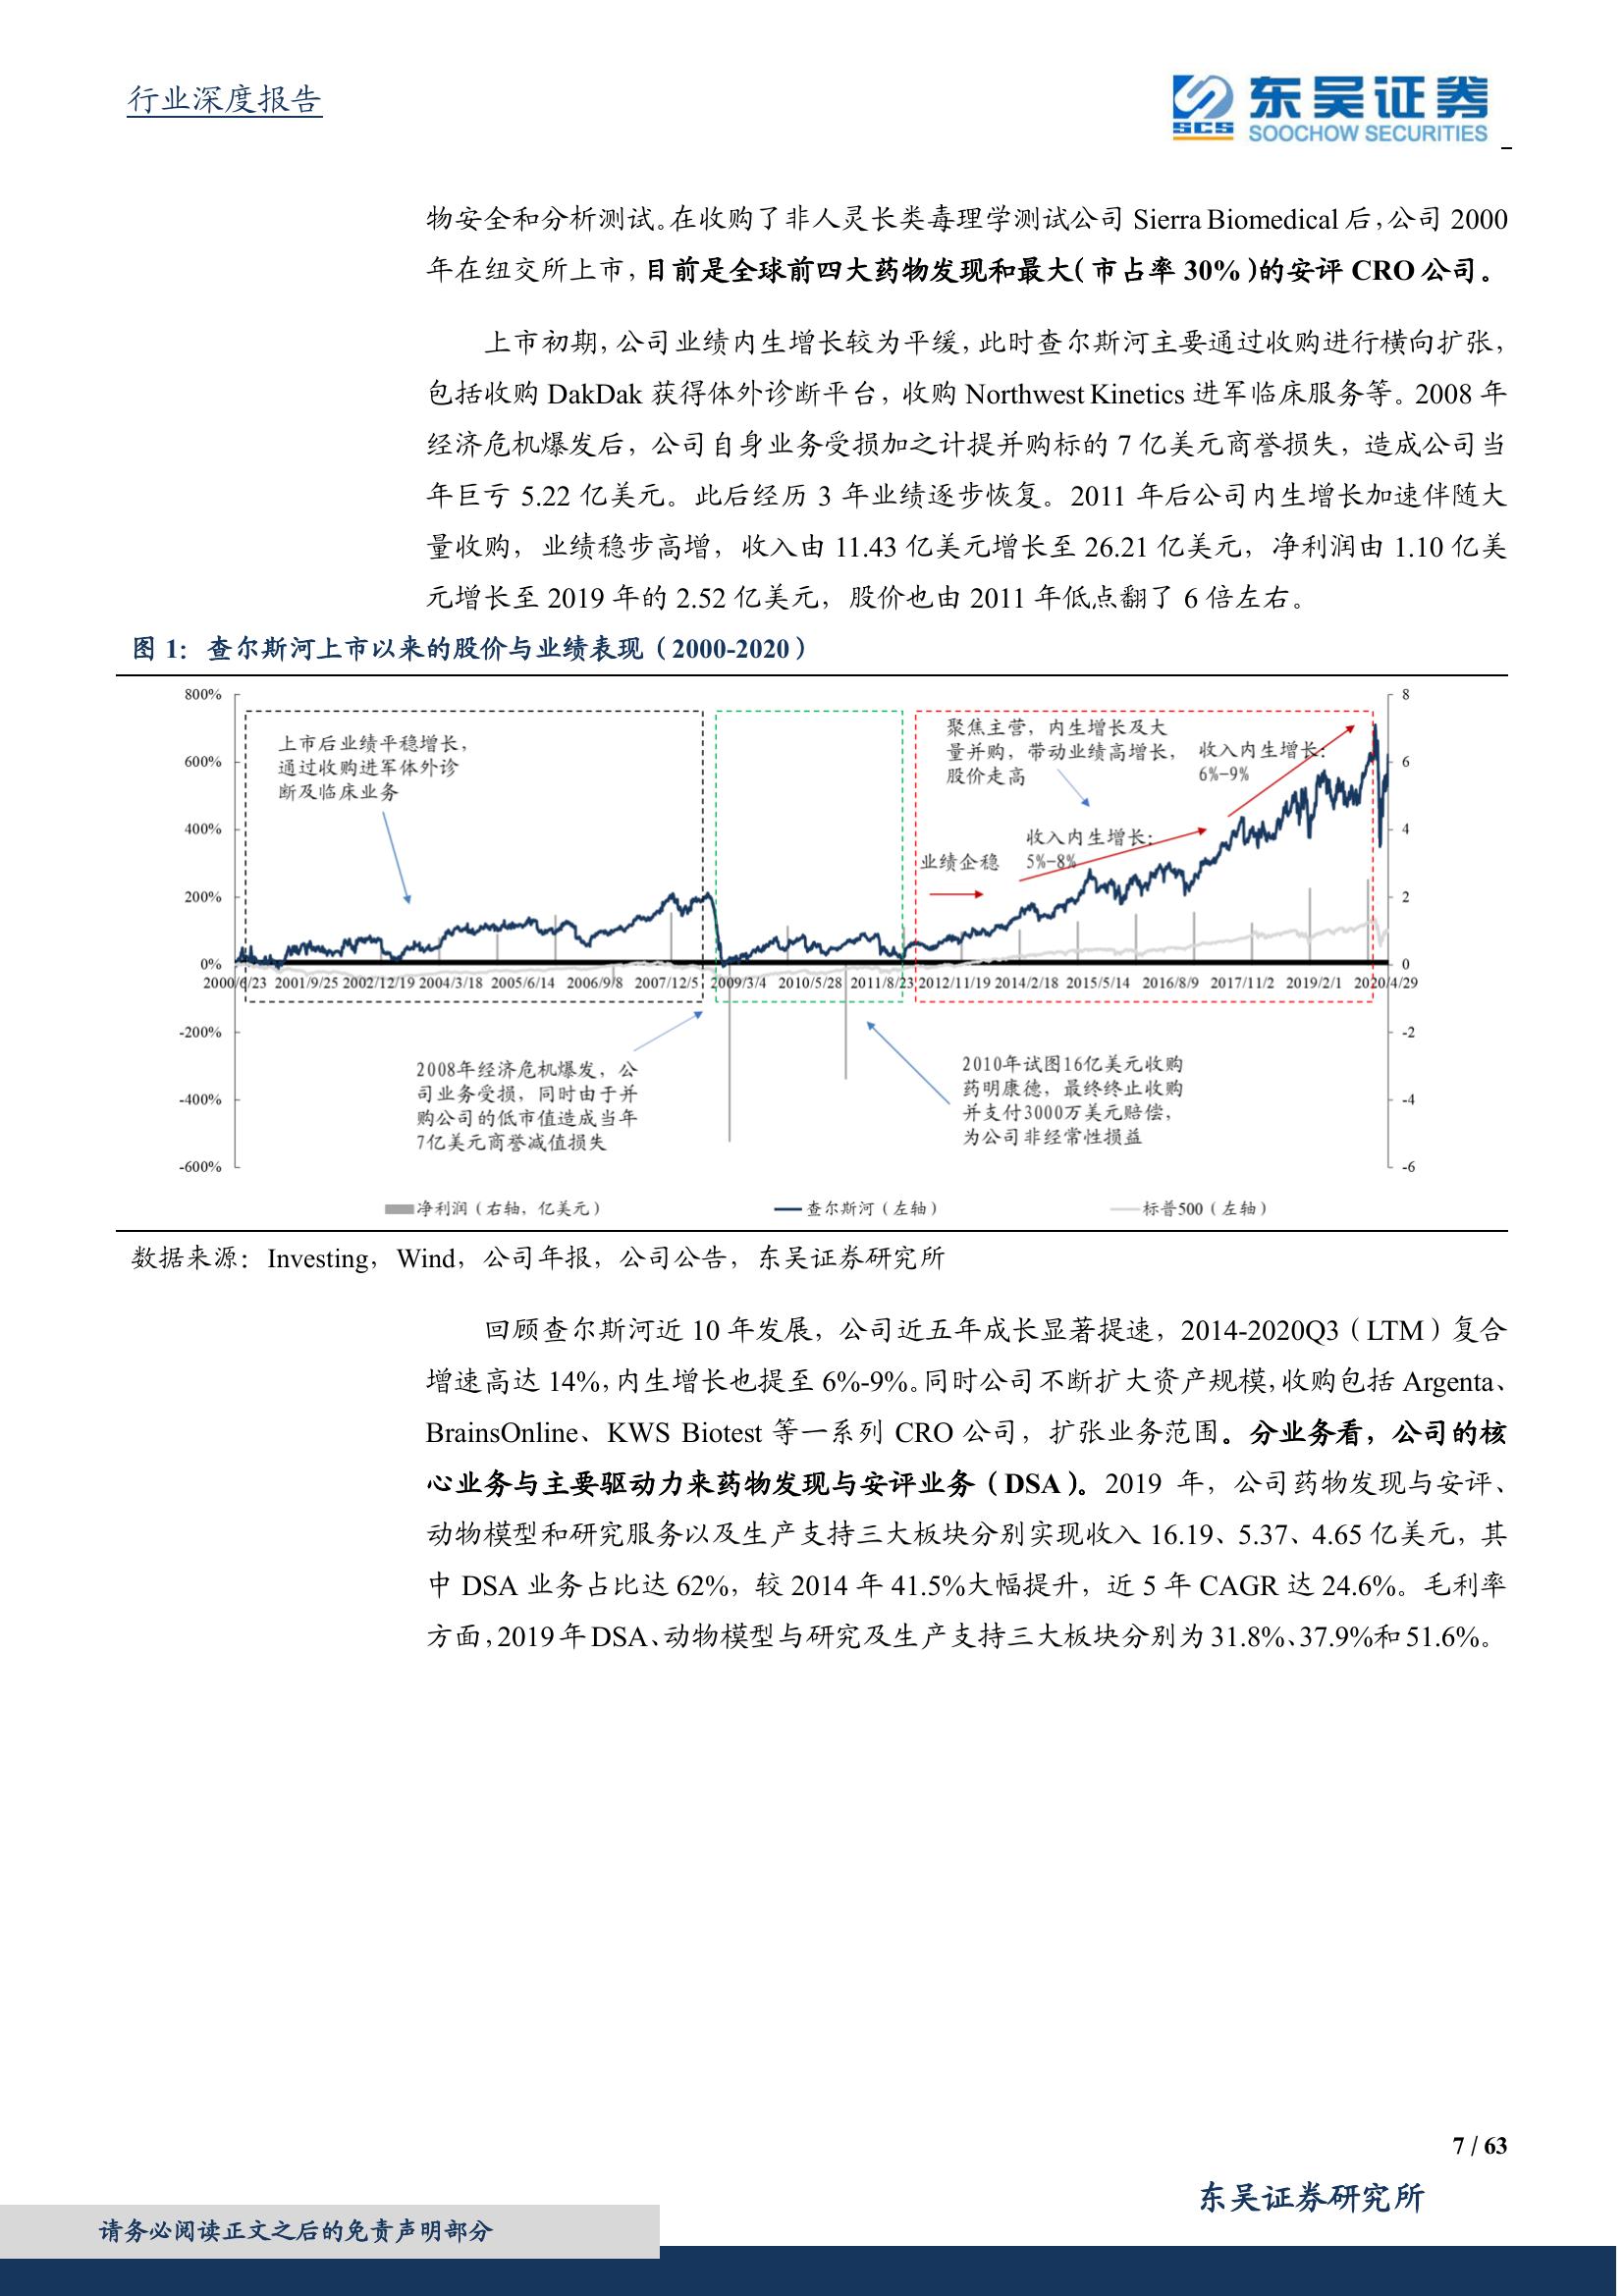 行业深度报告
SCS 东吴证券
SOOCHOW SECURITIES
物安全和分析测试。在收购了非人灵长类毒理学测试公司 Sierra Biomedical 后，公司 2000
年在纽交所上市，目前是全球前四大药物发现和最大（市占率 30%）的安评 CRO 公司。
上市初期，公司业绩内生增长较为平缓，此时查尔斯河主要通过收购进行横向扩张，
包括收购 DakDak 获得体外诊断平台，收购 Northwest Kinetics 进军临床服务等。2008 年
经济危机爆发后，公司自身业务受损加之计提并购标的 7 亿美元商誉损失，造成公司当
年巨亏 5.22 亿美元。此后经历 3 年业绩逐步恢复。2011 年后公司内生增长加速伴随大
量收购，业绩稳步高增，收入由 11.43 亿美元增长至 26.21 亿美元，净利润由 1.10 亿美
元增长至 2019 年的 2.52 亿美元，股价也由 2011 年低点翻了 6 倍左右。
图 1：查尔斯河上市以来的股价与业绩表现（2000-2020）
800%
600%
400%
200%
0%
-200%
-400%
-600%
8
6
4
2
0
-2
-4
-6
上市后业绩平稳增长，
通过收购进军体外诊
断及临床业务
聚焦主营，内生增长及大
量并购，带动业绩高增长，
股价走高
收入内生增长：
6%-9%
收入内生增长：
5%-8%
业绩企稳
2000/6/23 2001/9/25 2002/12/19 2004/3/18 2005/6/14 2006/9/8 2007/12/5 2009/3/4 2010/5/28 2011/8/23 2012/11/19 2014/2/18 2015/5/14 2016/8/9 2017/11/2 2019/2/1 2020/4/29
2008年经济危机爆发，公
司业务受损，同时由于并
购公司的低市值造成当年
7亿美元商誉减值损失
2010年试图16亿美元收购
药明康德，最终终止收购
并支付3000万美元赔偿，
为公司非经常性损益
净利润（右轴，亿美元） 查尔斯河（左轴） 标普500（左轴）
数据来源：Investing，Wind，公司年报，公司公告，东吴证券研究所
回顾查尔斯河近 10 年发展，公司近五年成长显著提速，2014-2020Q3（LTM）复合
增速高达 14%，内生增长也提至 6%-9%。同时公司不断扩大资产规模，收购包括 Argenta、
BrainsOnline、KWS Biotest 等一系列 CRO 公司，扩张业务范围。分业务看，公司的核
心业务与主要驱动力来药物发现与安评业务（DSA）。2019 年，公司药物发现与安评、
动物模型和研究服务以及生产支持三大板块分别实现收入 16.19、5.37、4.65 亿美元，其
中 DSA 业务占比达 62%，较 2014 年 41.5%大幅提升，近 5 年 CAGR 达 24.6%。毛利率
方面，2019 年 DSA、动物模型与研究及生产支持三大板块分别为 31.8%、37.9%和 51.6%。
7 / 63
东吴证券研究所
请务必阅读正文之后的免责声明部分